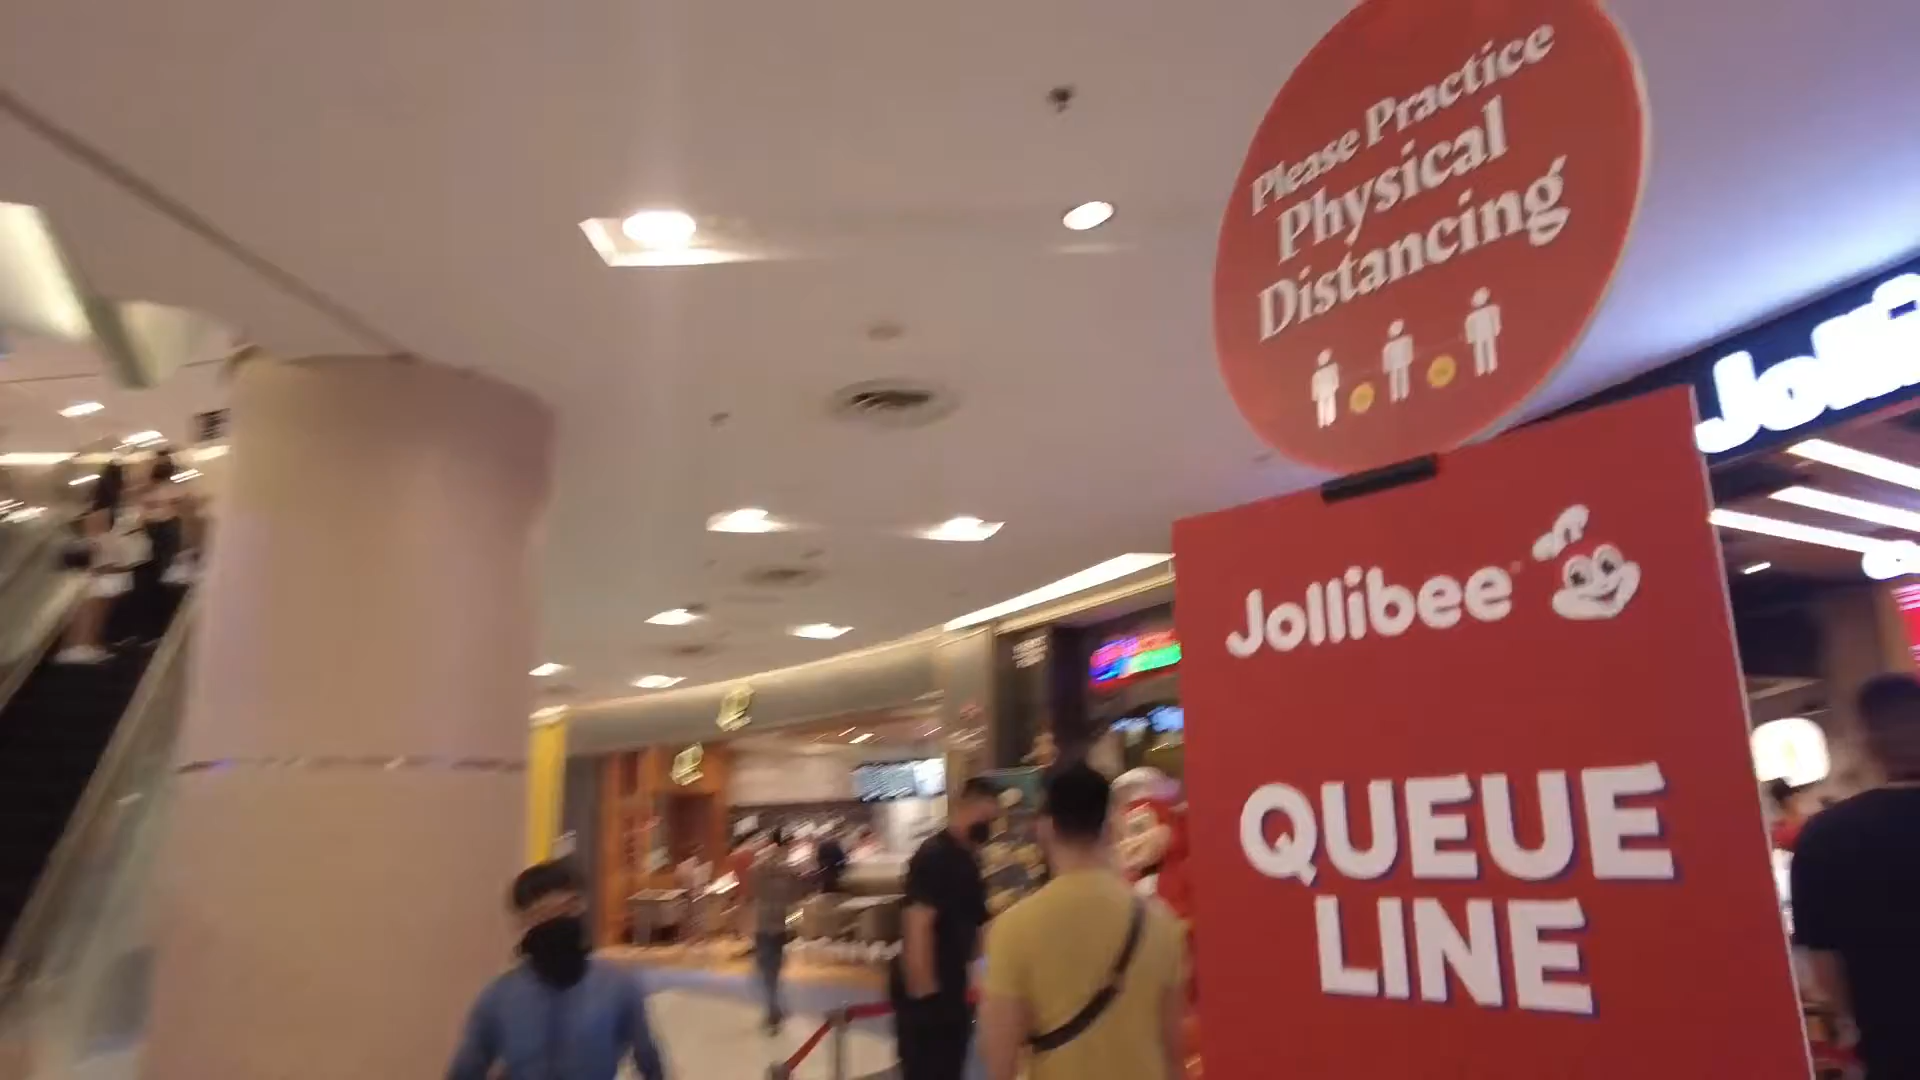 Please Practice
Physical
Distancing
Jollibee
QUEUE
LINE